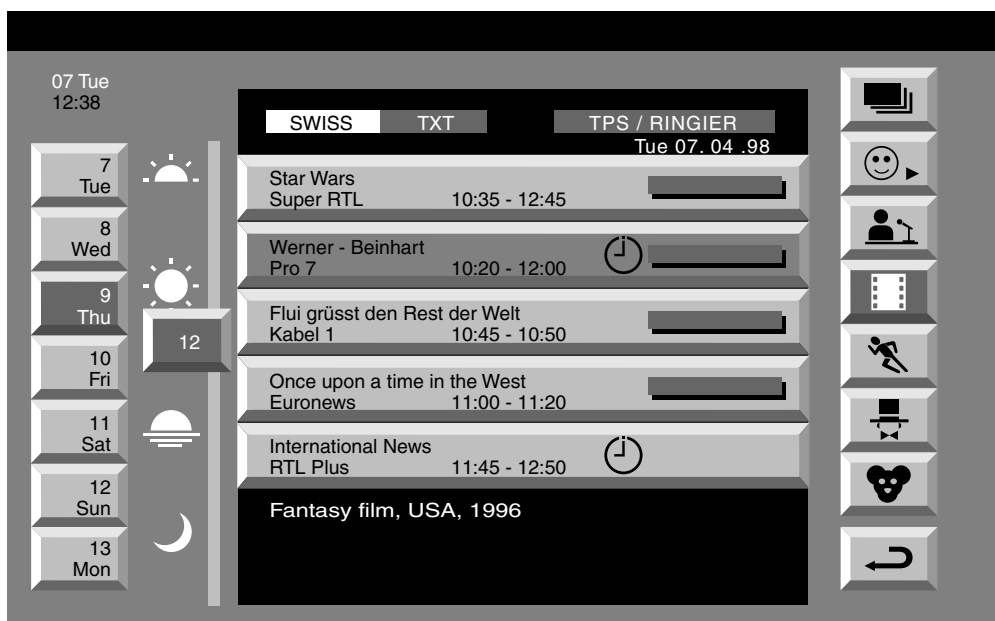 07 Tue
12:38
7
Tue
8
Wed
9
Thu
10
Fri
11
Sat
12
Sun
13
Mon
12
SWISS TXT TPS / RINGIER
Tue 07. 04 .98
Star Wars
Super RTL 10:35 - 12:45
Werner - Beinhart
Pro 7 10:20 - 12:00
Flui grüsst den Rest der Welt
Kabel 1 10:45 - 10:50
Once upon a time in the West
Euronews 11:00 - 11:20
International News
RTL Plus 11:45 - 12:50
Fantasy film, USA, 1996